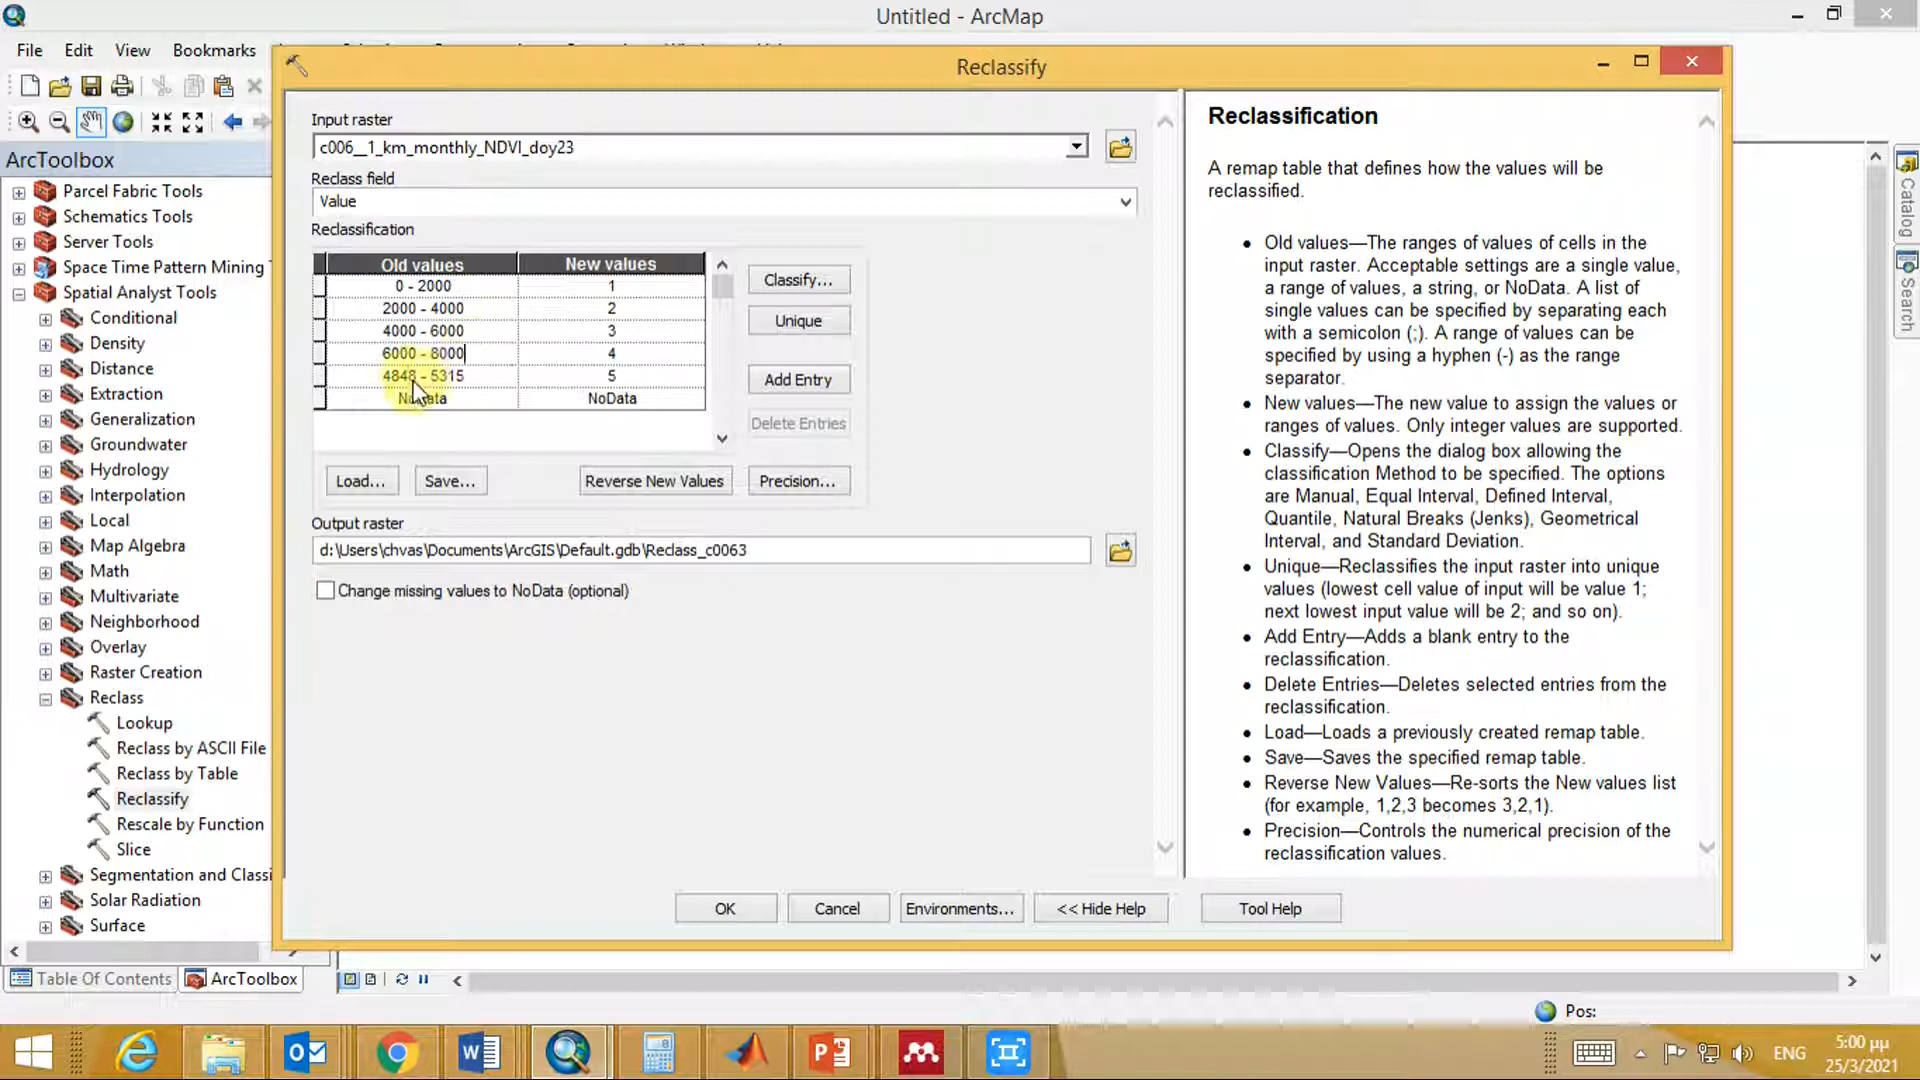 Untitled - ArcMap
File Edit View Bookmarks
Reclassify
ArcToolbox
Parcel Fabric Tools
Schematics Tools
Server Tools
Space Time Pattern Mining
Spatial Analyst Tools
Conditional
Density
Distance
Extraction
Generalization
Groundwater
Hydrology
Interpolation
Local
Map Algebra
Math
Multivariate
Neighborhood
Overlay
Raster Creation
Reclass
Lookup
Reclass by ASCII File
Reclass by Table
Reclassify
Rescale by Function
Slice
Segmentation and Classi
Solar Radiation
Surface
Table Of Contents ArcToolbox
Input raster
c006__1_km_monthly_NDVI_doy23
Reclass field
Value
Reclassification
Old values New values
0 - 2000 1
2000 - 4000 2
4000 - 6000 3
6000 - 8000 4
4848 - 5315 5
NoData NoData
Classify...
Unique
Add Entry
Delete Entries
Load... Save... Reverse New Values Precision...
Output raster
d:\Users\chvas\Documents\ArcGIS\Default.gdb\Reclass_c0063
Change missing values to NoData (optional)
OK Cancel Environments... << Hide Help Tool Help
Reclassification
A remap table that defines how the values will be
reclassified.
• Old values—The ranges of values of cells in the
input raster. Acceptable settings are a single value,
a range of values, a string, or NoData. A list of
single values can be specified by separating each
with a semicolon (;). A range of values can be
specified by using a hyphen (-) as the range
separator.
• New values—The new value to assign the values or
ranges of values. Only integer values are supported.
• Classify—Opens the dialog box allowing the
classification Method to be specified. The options
are Manual, Equal Interval, Defined Interval,
Quantile, Natural Breaks (Jenks), Geometrical
Interval, and Standard Deviation.
• Unique—Reclassifies the input raster into unique
values (lowest cell value of input will be value 1;
next lowest input value will be 2; and so on).
• Add Entry—Adds a blank entry to the
reclassification.
• Delete Entries—Deletes selected entries from the
reclassification.
• Load—Loads a previously created remap table.
• Save—Saves the specified remap table.
• Reverse New Values—Re-sorts the New values list
(for example, 1,2,3 becomes 3,2,1).
• Precision—Controls the numerical precision of the
reclassification values.
Catalog
Search
Pos:
ENG
5:00 μμ
25/3/2021